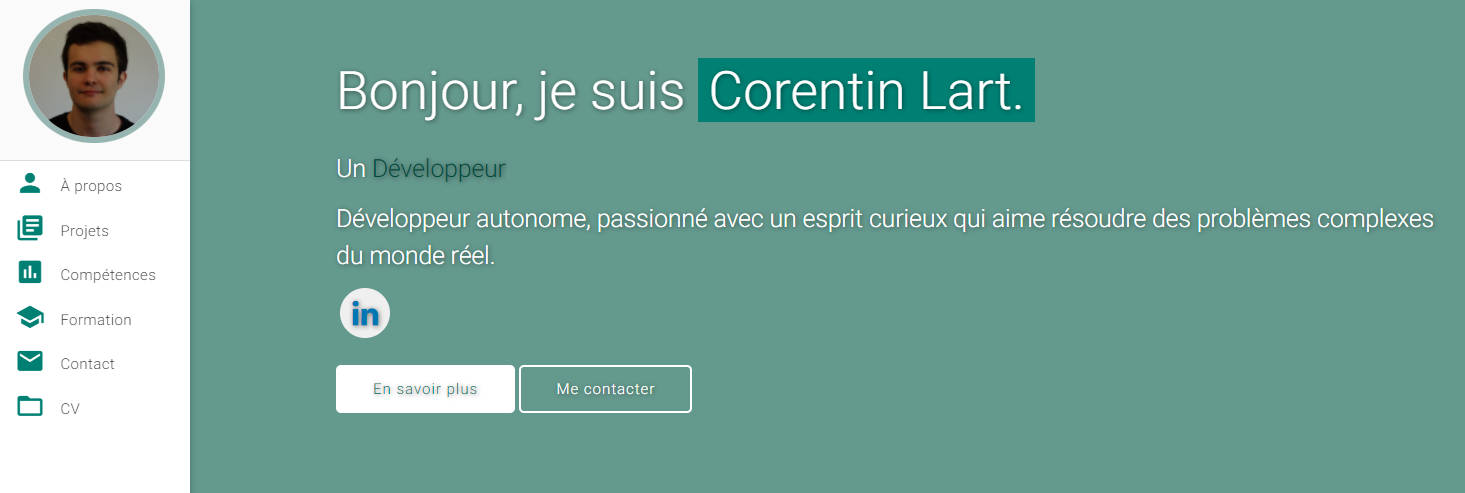 À propos
Projets
Compétences
Formation
Contact
CV
Bonjour, je suis Corentin Lart.
Un Développeur
Développeur autonome, passionné avec un esprit curieux qui aime résoudre des problèmes complexes
du monde réel.
in
En savoir plus
Me contacter